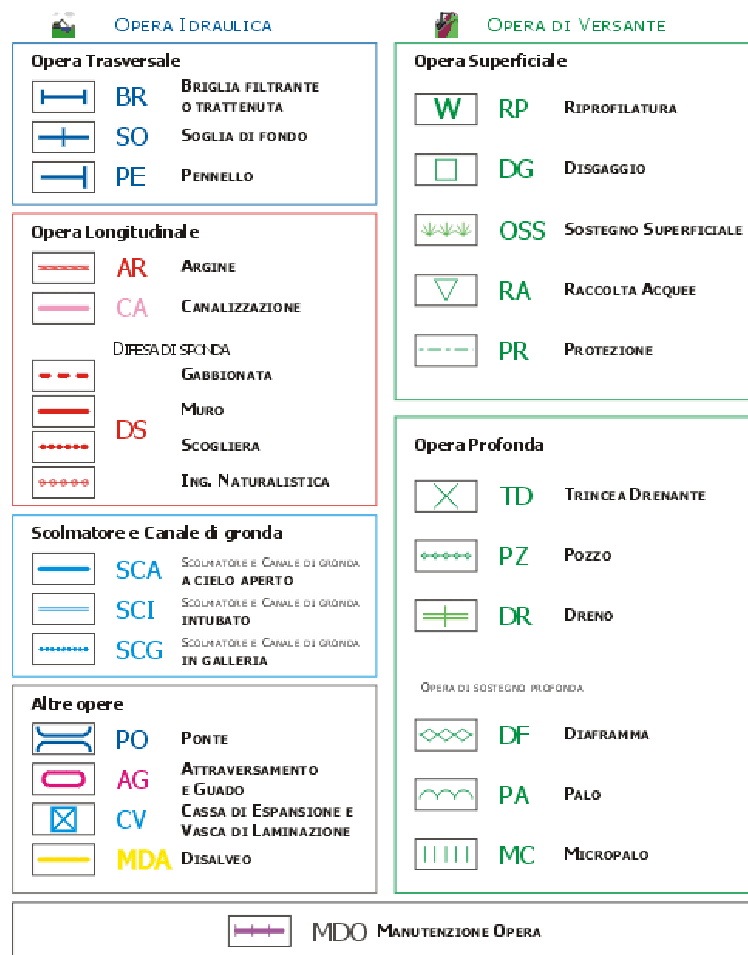 OPERA IDRAULICA
Opera Trasversale
BR BRIGLIA FILTRANTE
O TRATTENUTA
SO SOGLIA DI FONDO
PE PENNELLO
Opera Longitudinale
AR ARGINE
CA CANALIZZAZIONE
DIFESA DI SPONDA
GABBIONATA
DS
MURO
SCOGLIERA
ING. NATURALISTICA
Scolmatore e Canale di gronda
SCA SCOLMATORE E CANALE DI GRONDA
A CIELO APERTO
SCI SCOLMATORE E CANALE DI GRONDA
INTUBATO
SCG SCOLMATORE E CANALE DI GRONDA
IN GALLERIA
Altre opere
PO PONTE
AG ATTRAVERSAMENTO
E GUADO
CV CASSA DI ESPANSIONE E
VASCA DI LAMINAZIONE
MDA DISALVEO
OPERA DI VERSANTE
Opera Superficiale
W RP RIPROFILATURA
DG DISGAGGIO
OSS SOSTEGNO SUPERFICIALE
RA RACCOLTA ACQUEE
PR PROTEZIONE
Opera Profonda
TD TRINCEA DRENANTE
PZ POZZO
DR DRENO
OPERA DI SOSTEGNO PROFONDA
DF DIAFRAMMA
PA PALO
MC MICROPALO
MDO MANUTENZIONE OPERA